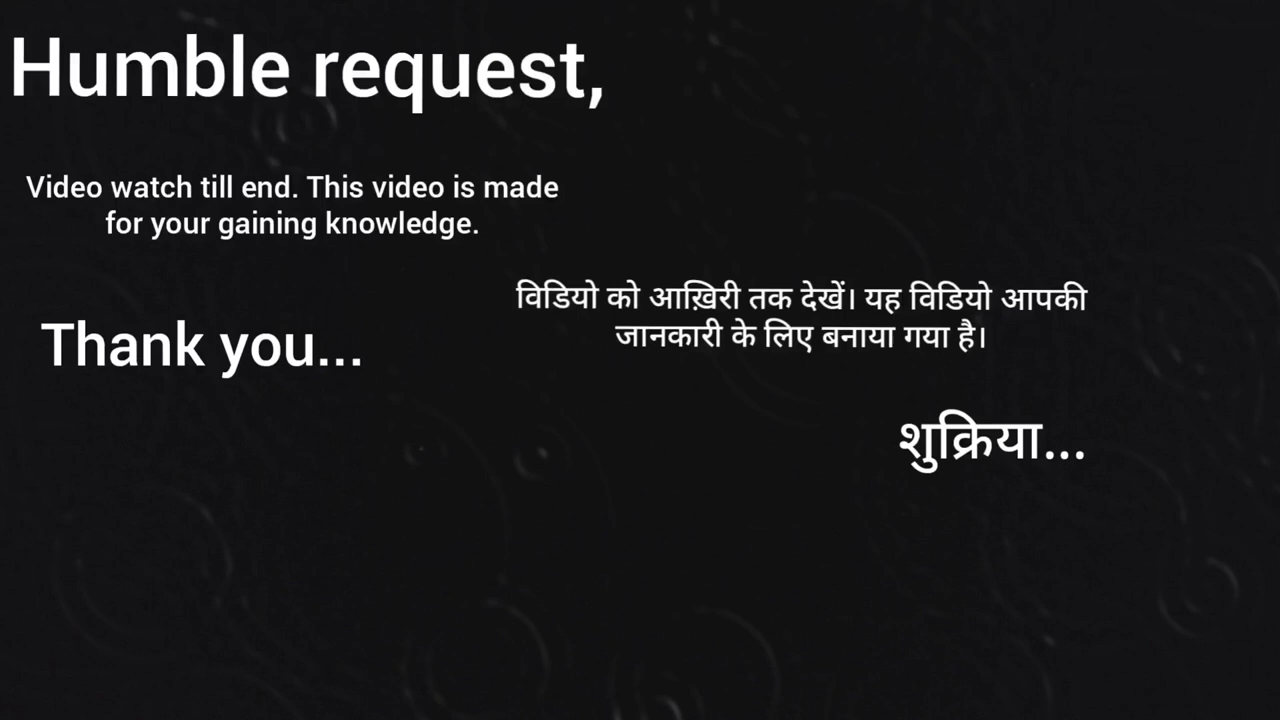 Humble request,
Video watch till end. This video is made
for your gaining knowledge.
विडियो को आख़िरी तक देखें। यह विडियो आपकी
जानकारी के लिए बनाया गया है।
Thank you...
शुक्रिया...